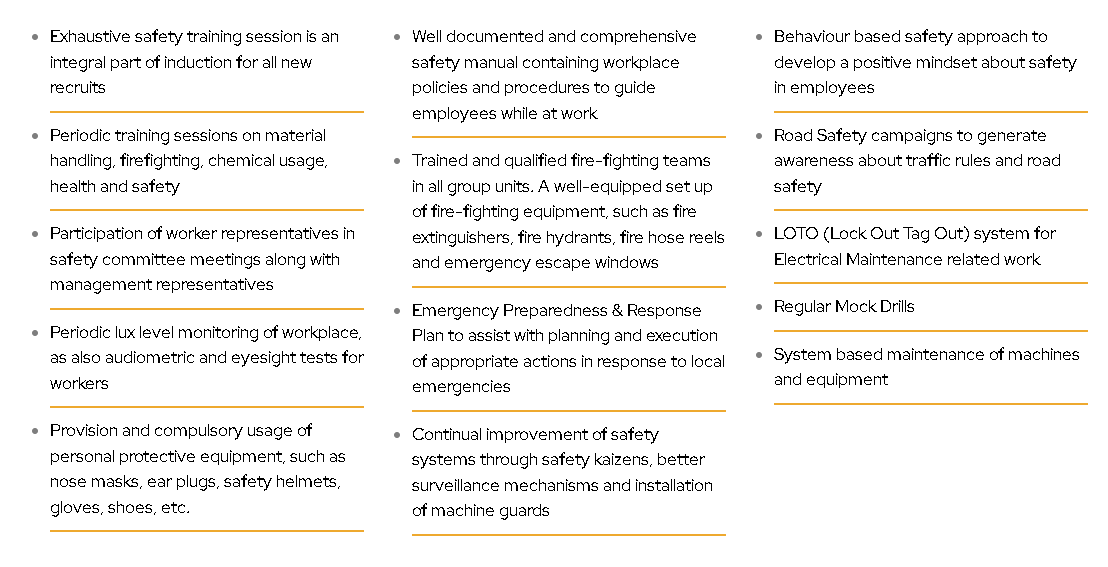 • Exhaustive safety training session is an
integral part of induction for all new
recruits
• Periodic training sessions on material
handling, firefighting, chemical usage,
health and safety
• Participation of worker representatives in
safety committee meetings along with
management representatives
• Periodic lux level monitoring of workplace,
as also audiometric and eyesight tests for
workers
• Provision and compulsory usage of
personal protective equipment, such as
nose masks, ear plugs, safety helmets,
gloves, shoes, etc.
• Well documented and comprehensive
safety manual containing workplace
policies and procedures to guide
employees while at work
• Trained and qualified fire-fighting teams
in all group units. A well-equipped set up
of fire-fighting equipment, such as fire
extinguishers, fire hydrants, fire hose reels
and emergency escape windows
• Emergency Preparedness & Response
Plan to assist with planning and execution
of appropriate actions in response to local
emergencies
• Continual improvement of safety
systems through safety kaizens, better
surveillance mechanisms and installation
of machine guards
• Behaviour based safety approach to
develop a positive mindset about safety
in employees
• Road Safety campaigns to generate
awareness about traffic rules and road
safety
• LOTO (Lock Out Tag Out) system for
Electrical Maintenance related work
• Regular Mock Drills
• System based maintenance of machines
and equipment